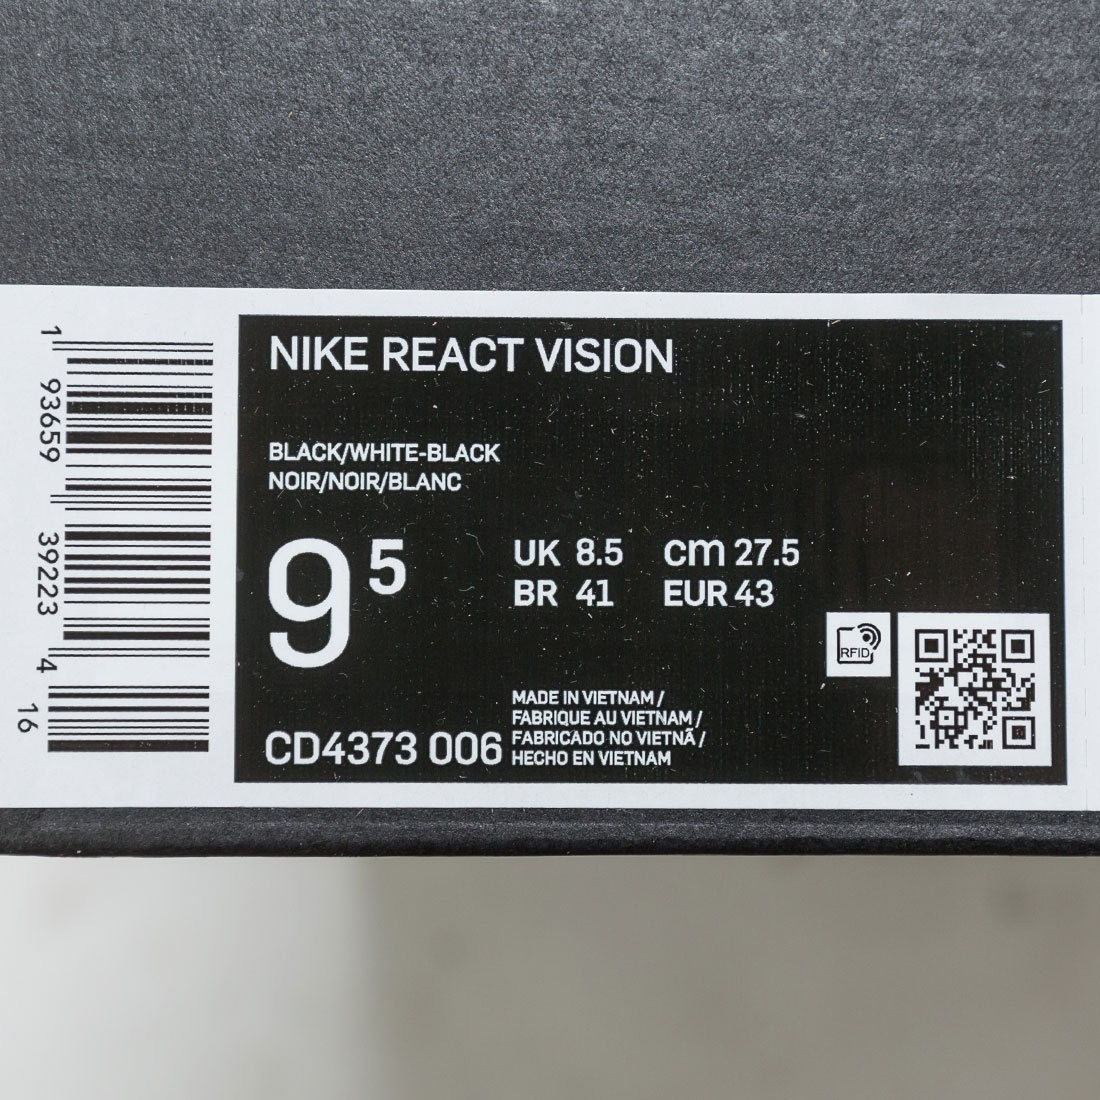 NIKE REACT VISION
BLACK/WHITE-BLACK
NOIR/NOIR/BLANC
9⁵
UK 8.5 cm 27.5
BR 41 EUR 43
RFID
CD4373 006
MADE IN VIETNAM /
FABRIQUE AU VIETNAM /
FABRICADO NO VIETNÃ /
HECHO EN VIETNAM
1 93659 39223 4
16